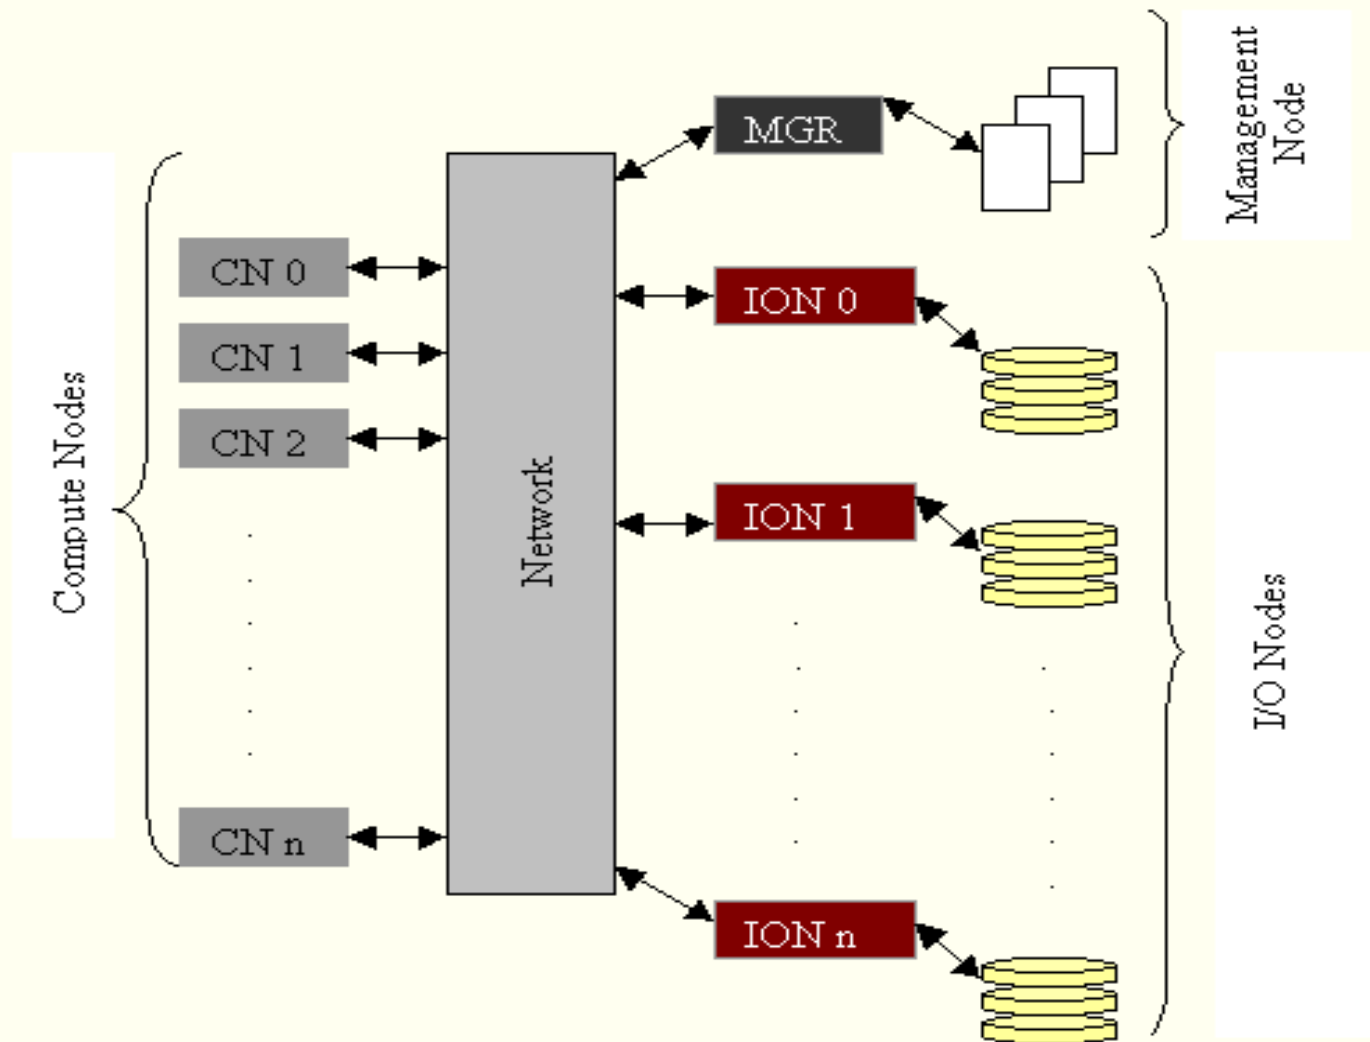 Compute Nodes
CN 0
CN 1
CN 2
CN n
Network
MGR
ION 0
ION 1
ION n
Management
Node
I/O Nodes